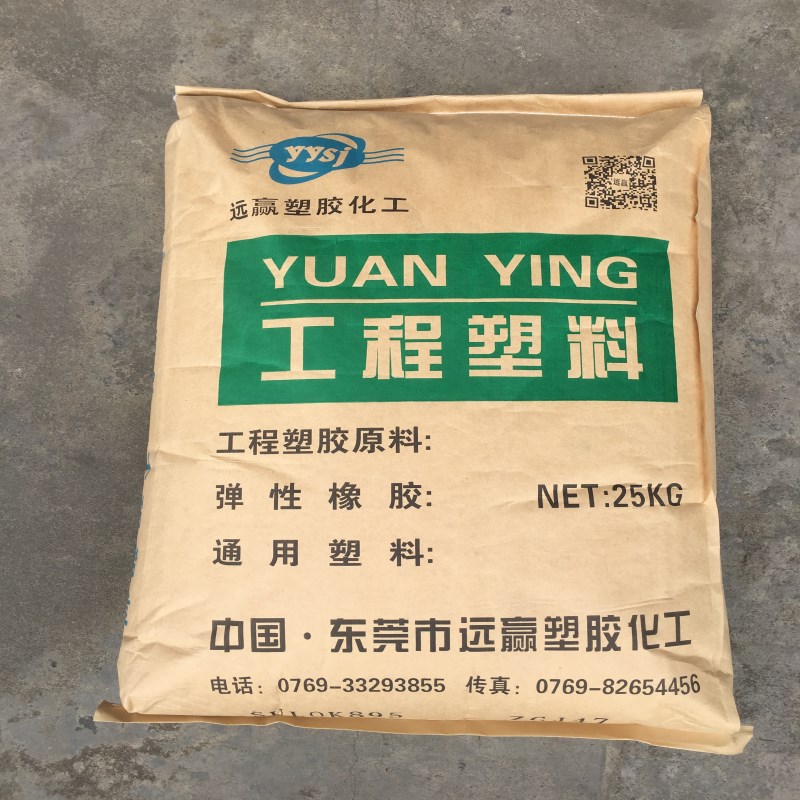 yysj
远赢塑胶化工
YUAN YING
工程塑料
工程塑胶原料:
弹性橡胶:
NET:25KG
通用塑料:
中国·东莞市远赢塑胶化工
电话: 0769-33293855 传真: 0769-82654456